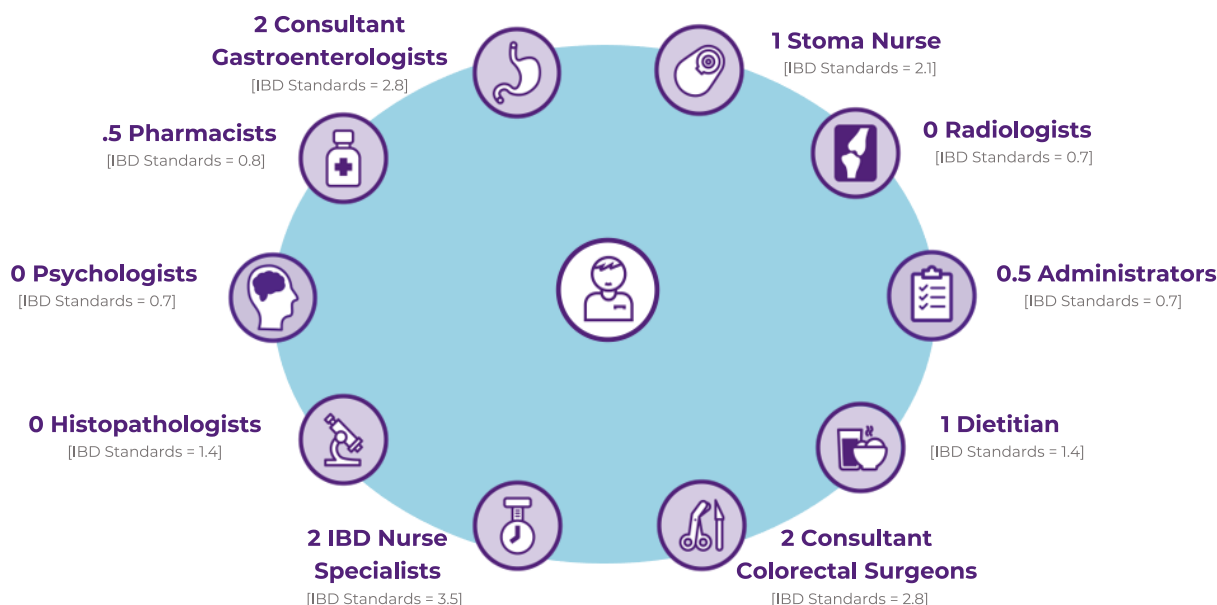 2 Consultant
Gastroenterologists
[IBD Standards = 2.8]
1 Stoma Nurse
[IBD Standards = 2.1]
.5 Pharmacists
[IBD Standards = 0.8]
0 Radiologists
[IBD Standards = 0.7]
0 Psychologists
[IBD Standards = 0.7]
0.5 Administrators
[IBD Standards = 0.7]
0 Histopathologists
[IBD Standards = 1.4]
1 Dietitian
[IBD Standards = 1.4]
2 IBD Nurse
Specialists
[IBD Standards = 3.5]
2 Consultant
Colorectal Surgeons
[IBD Standards = 2.8]